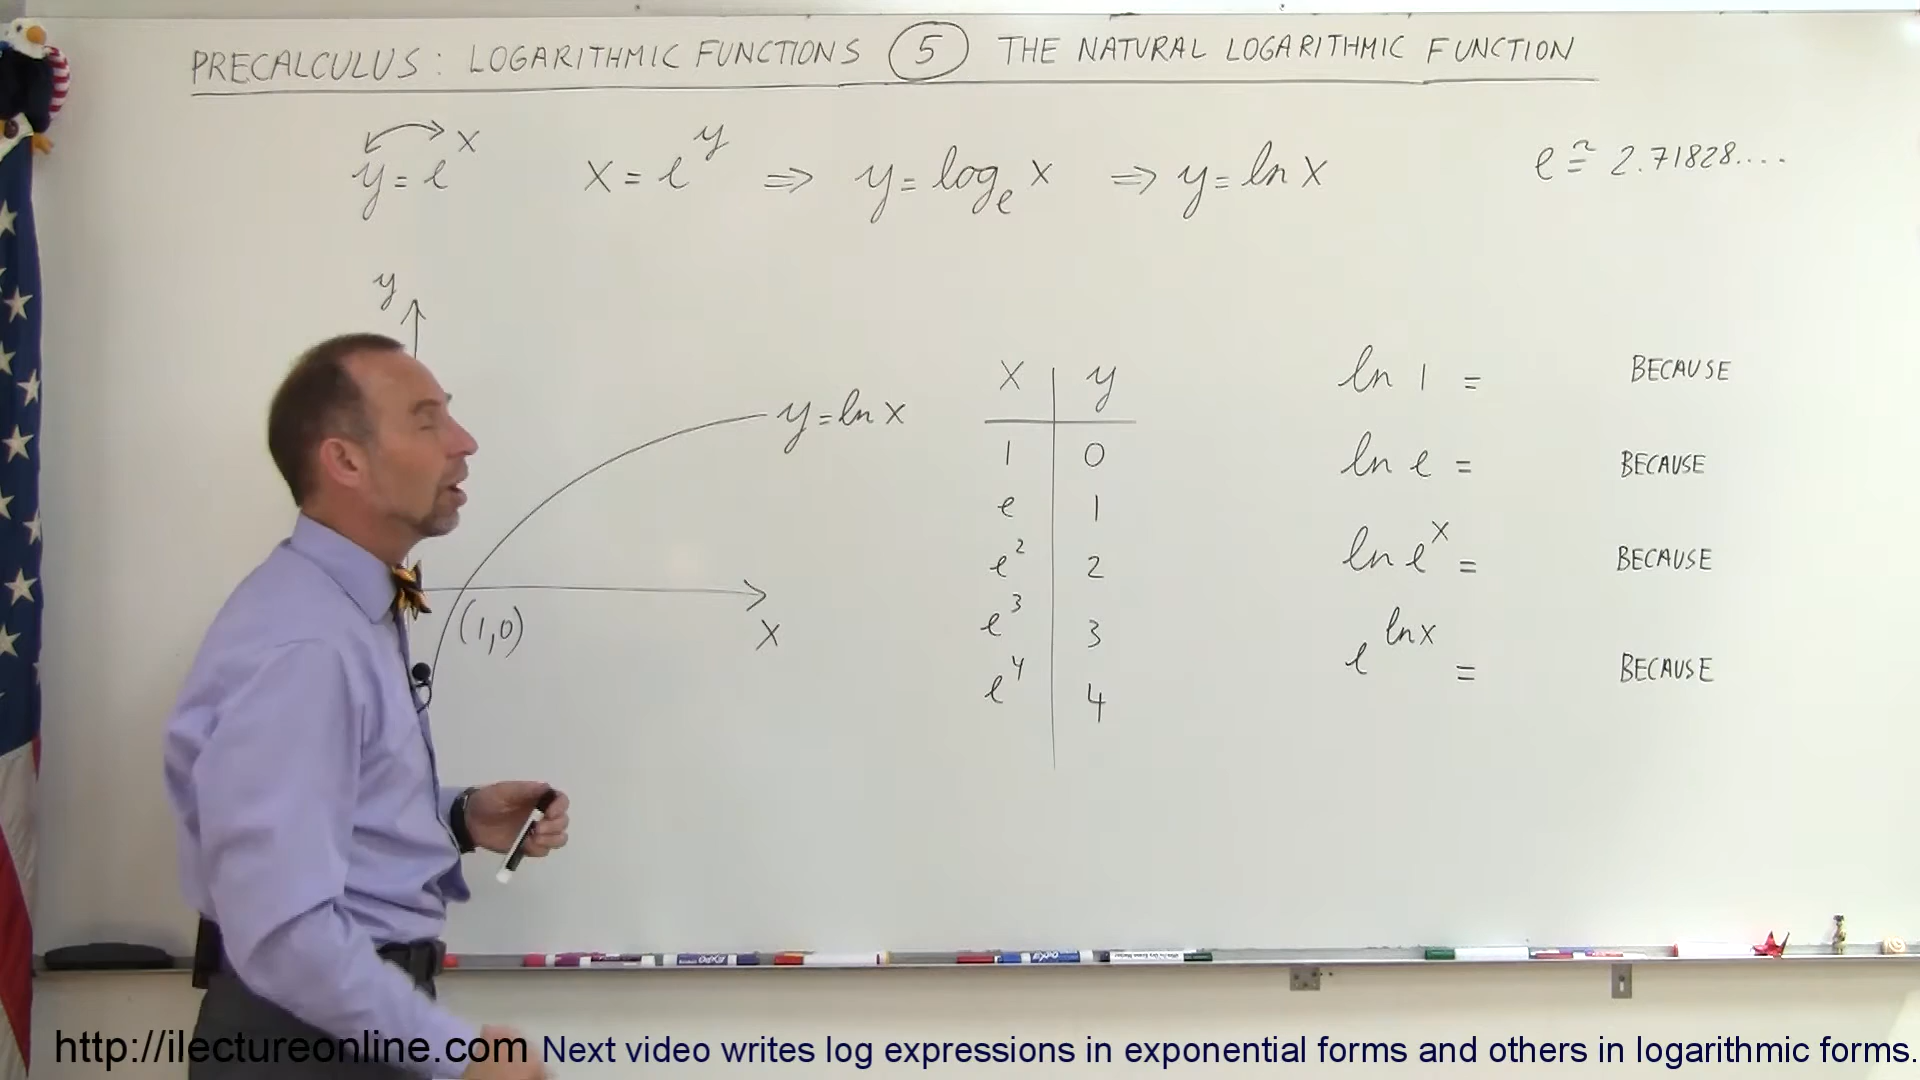 PRECALCULUS: LOGARITHMIC FUNCTIONS 5 THE NATURAL LOGARITHMIC FUNCTION
y = e^x x = e^y ⇒ y = log_e x ⇒ y = ln x e ≅ 2.71828....
y
y = ln x
(1,0)
x
x y
1 0
e 1
e^2 2
e^3 3
e^4 4
ln 1 = BECAUSE
ln e = BECAUSE
ln e^x = BECAUSE
e^ln x = BECAUSE
EXPO
http://ilectureonline.com Next video writes log expressions in exponential forms and others in logarithmic forms.